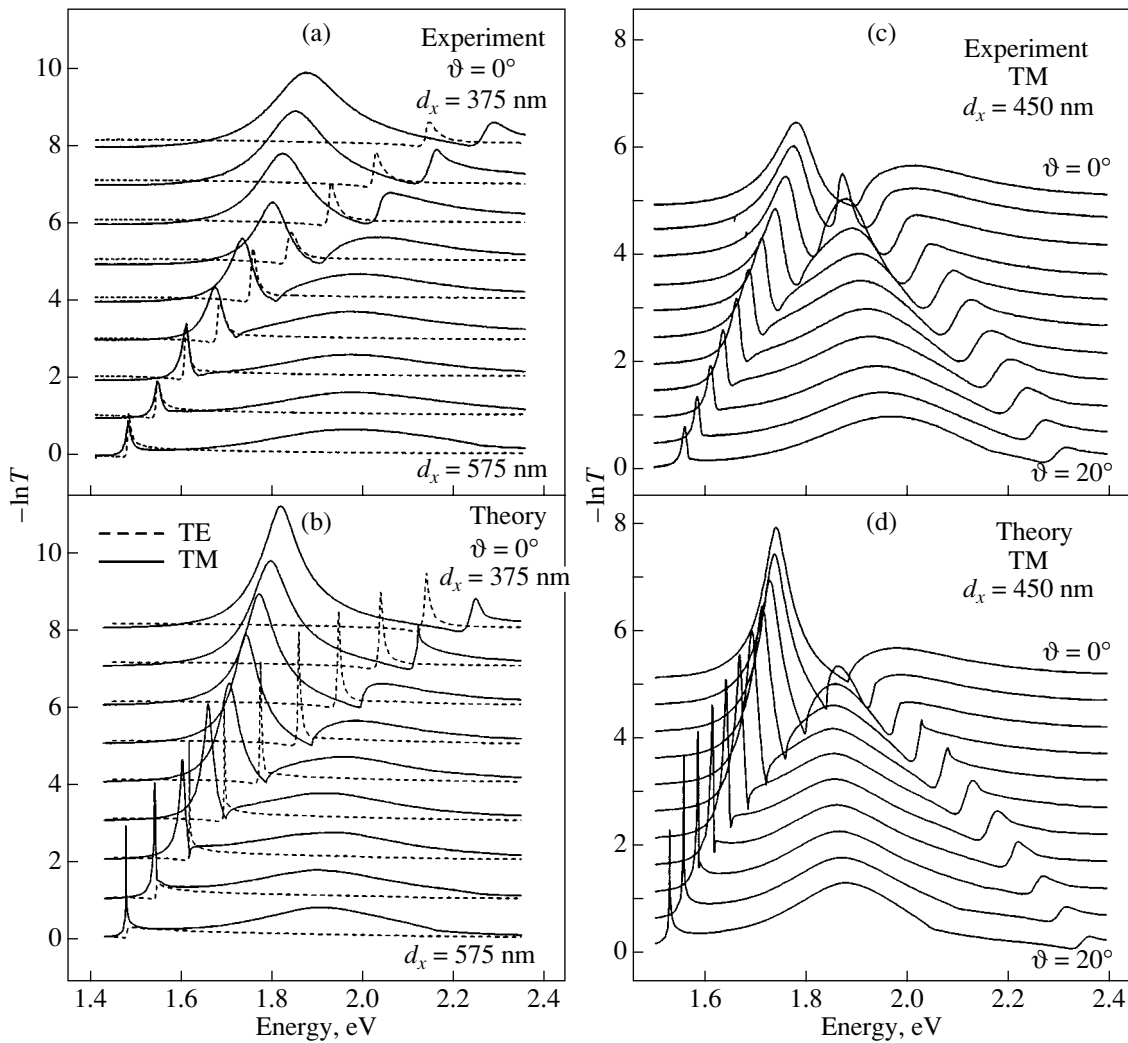 (a)
Experiment
ϑ = 0°
d_x = 375 nm
10
8
6
4
2
0
d_x = 575 nm
–lnT
(c)
Experiment
TM
d_x = 450 nm
8
6
4
2
0
ϑ = 0°
ϑ = 20°
–lnT
(b)
TE
TM
Theory
ϑ = 0°
d_x = 375 nm
10
8
6
4
2
0
d_x = 575 nm
1.4 1.6 1.8 2.0 2.2 2.4
Energy, eV
(d)
Theory
TM
d_x = 450 nm
8
6
4
2
0
ϑ = 0°
ϑ = 20°
1.6 1.8 2.0 2.2 2.4
Energy, eV